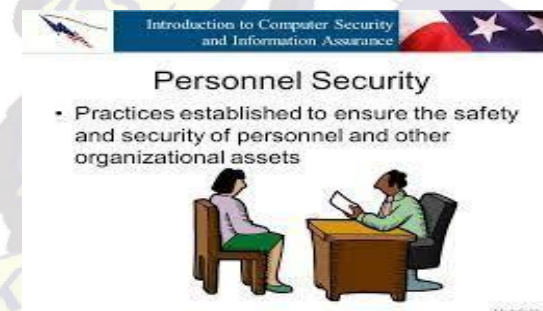 Introduction to Computer Security
and Information Assurance
Personnel Security
• Practices established to ensure the safety
and security of personnel and other
organizational assets